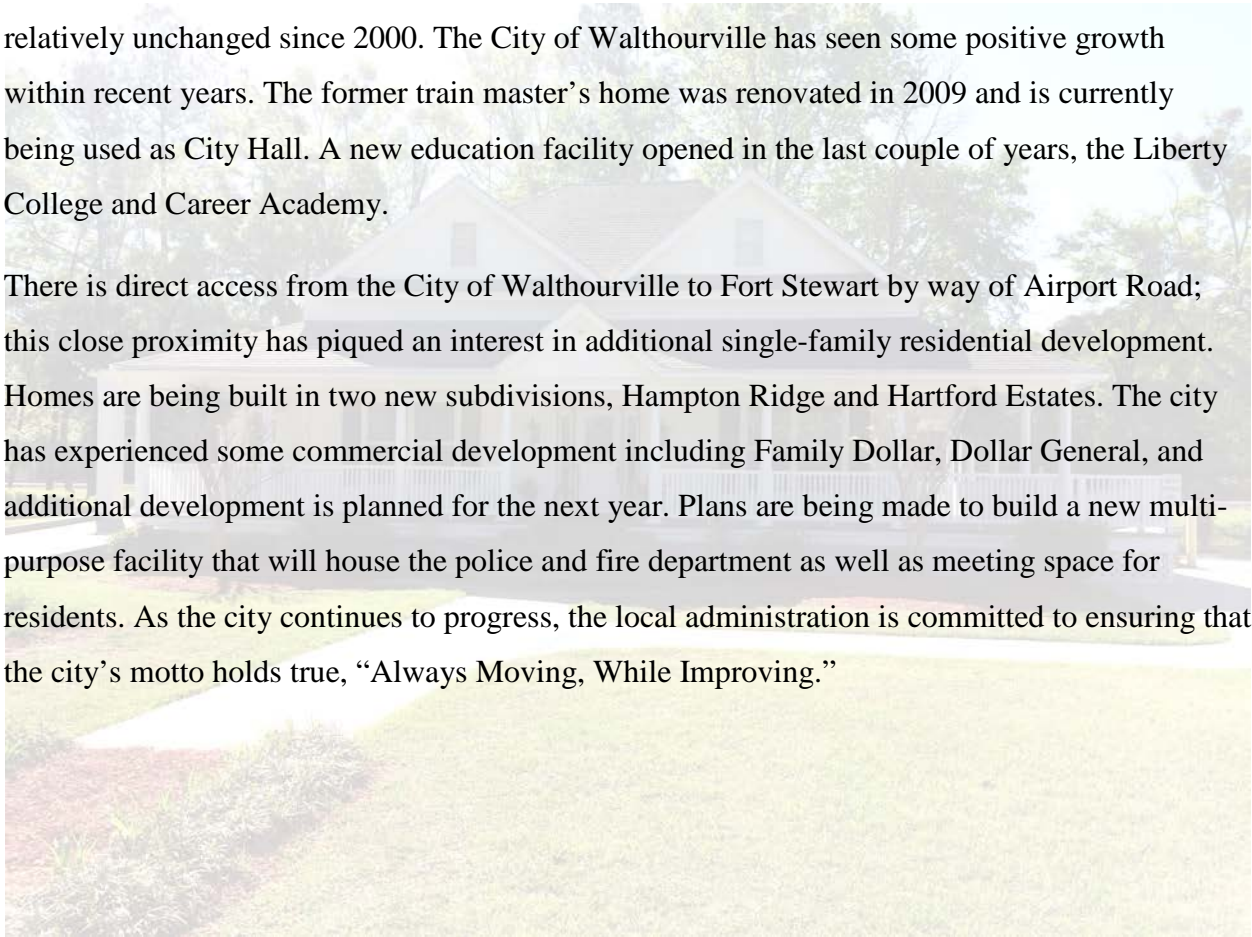 relatively unchanged since 2000. The City of Walthourville has seen some positive growth
within recent years. The former train master’s home was renovated in 2009 and is currently
being used as City Hall. A new education facility opened in the last couple of years, the Liberty
College and Career Academy.
There is direct access from the City of Walthourville to Fort Stewart by way of Airport Road;
this close proximity has piqued an interest in additional single-family residential development.
Homes are being built in two new subdivisions, Hampton Ridge and Hartford Estates. The city
has experienced some commercial development including Family Dollar, Dollar General, and
additional development is planned for the next year. Plans are being made to build a new multi-
purpose facility that will house the police and fire department as well as meeting space for
residents. As the city continues to progress, the local administration is committed to ensuring that
the city’s motto holds true, “Always Moving, While Improving.”